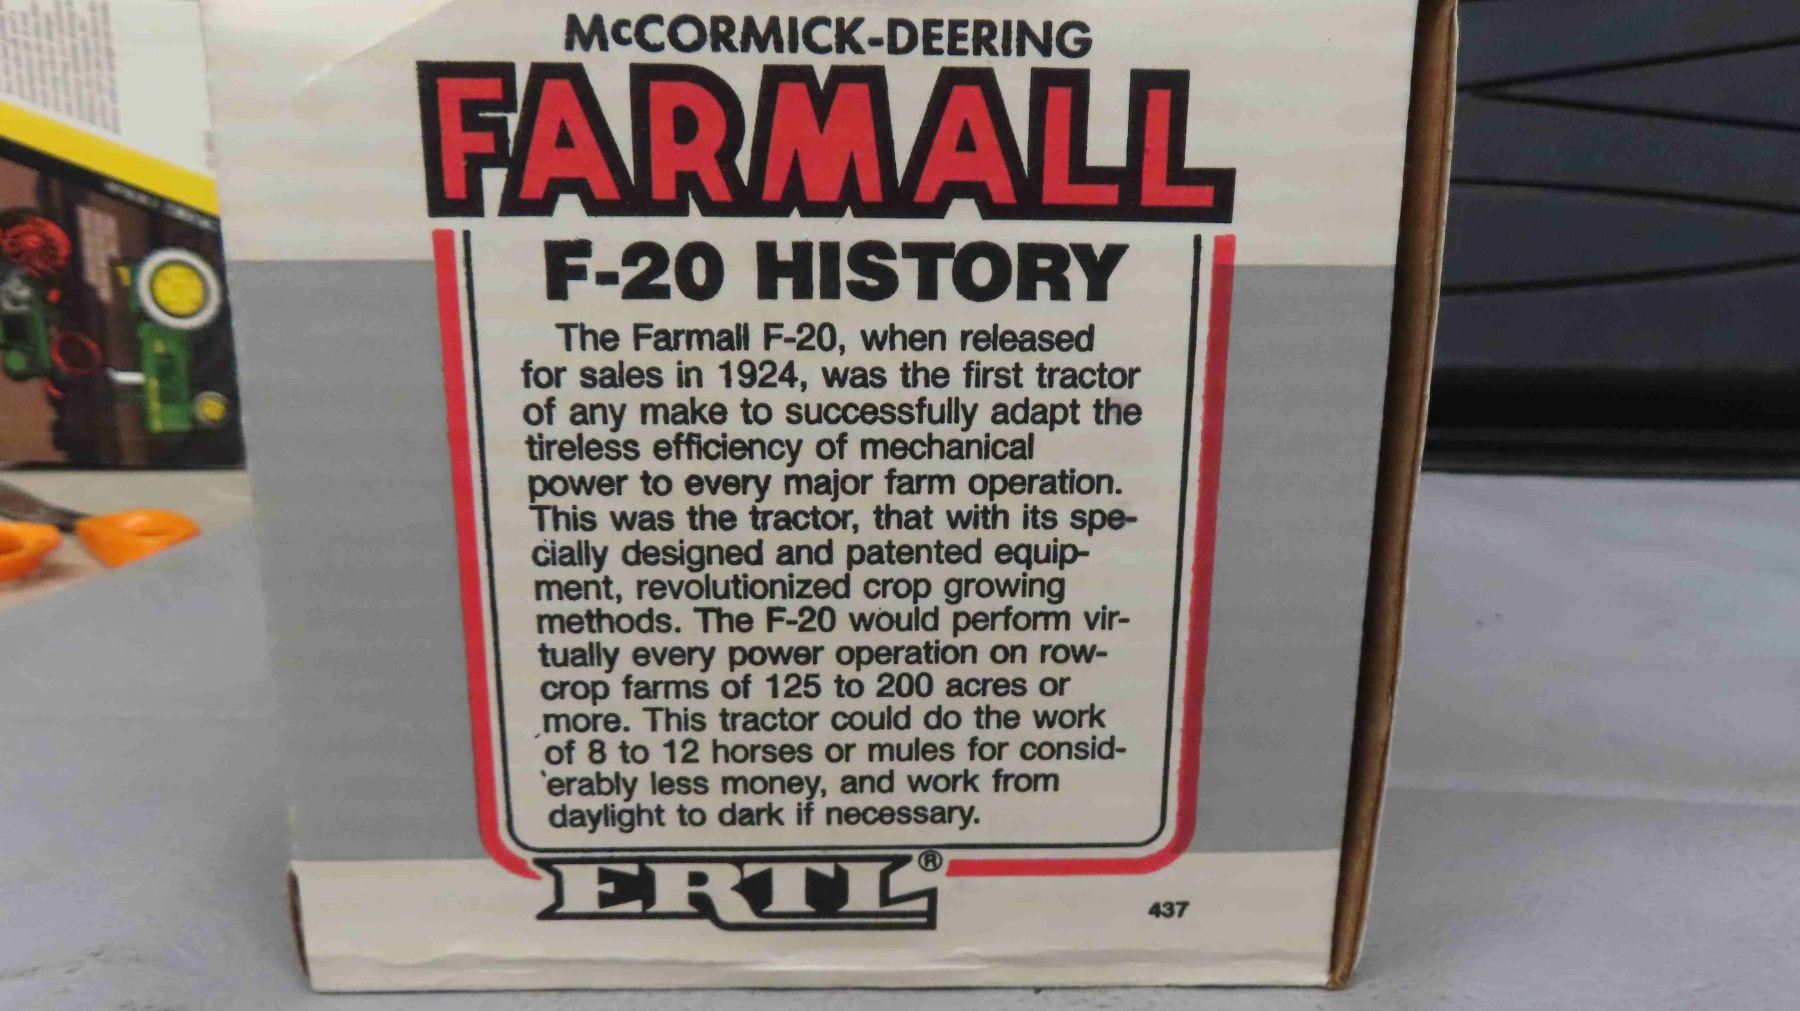 McCORMICK-DEERING
FARMALL
F-20 HISTORY
The Farmall F-20, when released
for sales in 1924, was the first tractor
of any make to successfully adapt the
tireless efficiency of mechanical
power to every major farm operation.
This was the tractor, that with its spe-
cially designed and patented equip-
ment, revolutionized crop growing
methods. The F-20 would perform vir-
tually every power operation on row-
crop farms of 125 to 200 acres or
more. This tractor could do the work
of 8 to 12 horses or mules for consid-
erably less money, and work from
daylight to dark if necessary.
ERTL®
437